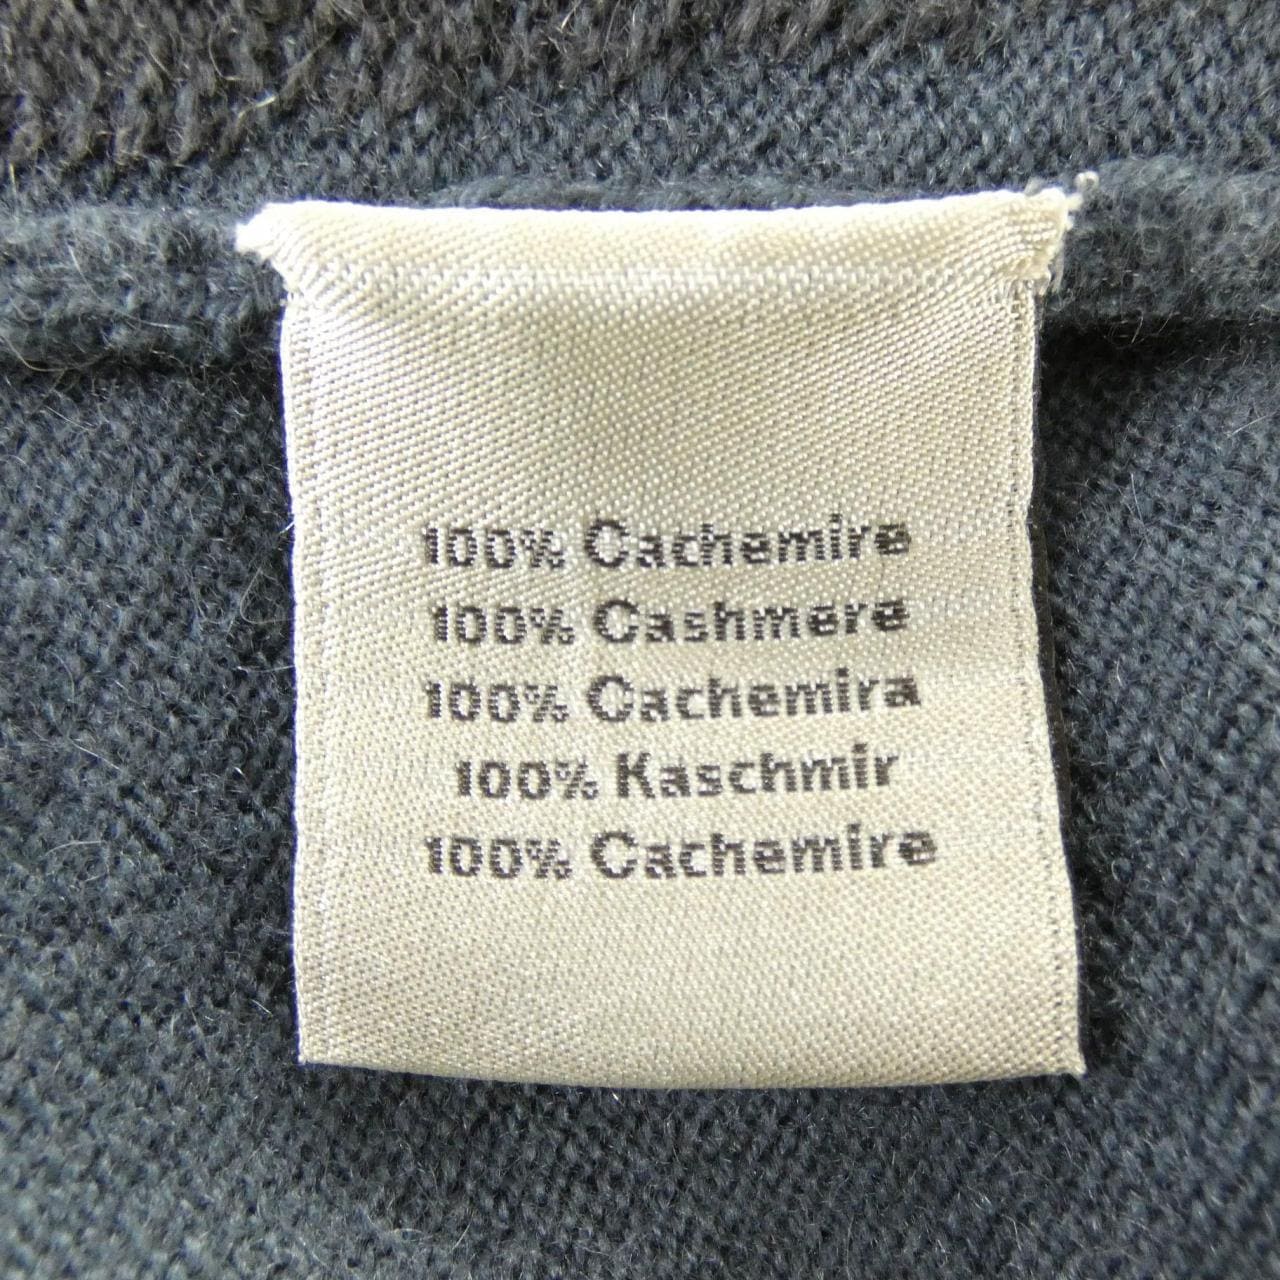 100% Cachemire
100% Cashmere
100% Cachemira
100% Kaschmir
100% Cachemire